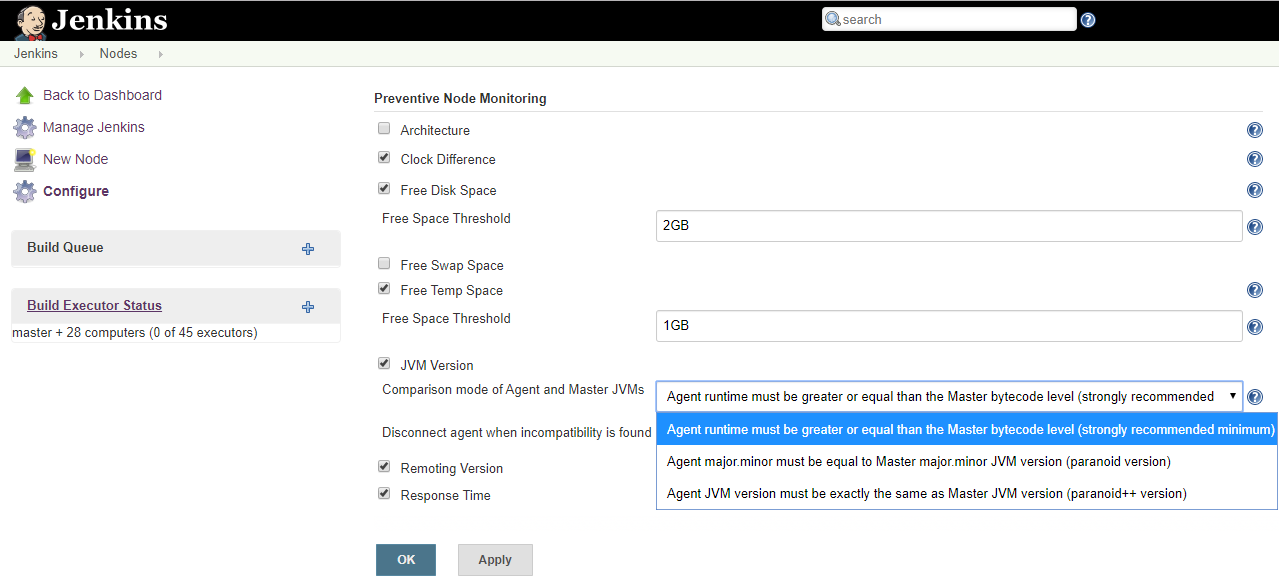 Jenkins
search
Jenkins
Nodes
Back to Dashboard
Manage Jenkins
New Node
Configure
Build Queue
Build Executor Status
master + 28 computers (0 of 45 executors)
Preventive Node Monitoring
Architecture
Clock Difference
Free Disk Space
Free Space Threshold
2GB
Free Swap Space
Free Temp Space
Free Space Threshold
1GB
JVM Version
Comparison mode of Agent and Master JVMs
Agent runtime must be greater or equal than the Master bytecode level (strongly recommended
Agent runtime must be greater or equal than the Master bytecode level (strongly recommended minimum)
Disconnect agent when incompatibility is found
Agent major.minor must be equal to Master major.minor JVM version (paranoid version)
Remoting Version
Agent JVM version must be exactly the same as Master JVM version (paranoid++ version)
Response Time
OK
Apply